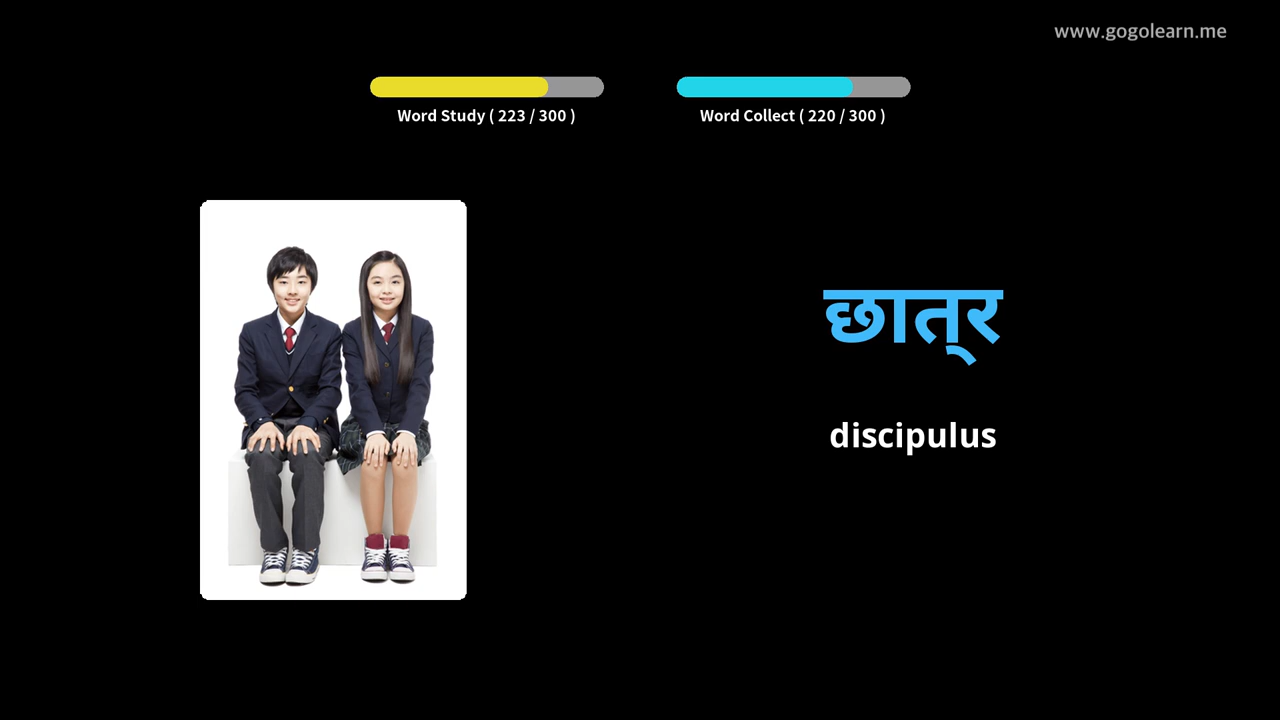 www.gogolearn.me
Word Study ( 223 / 300 )
Word Collect ( 220 / 300 )
छात्र
discipulus